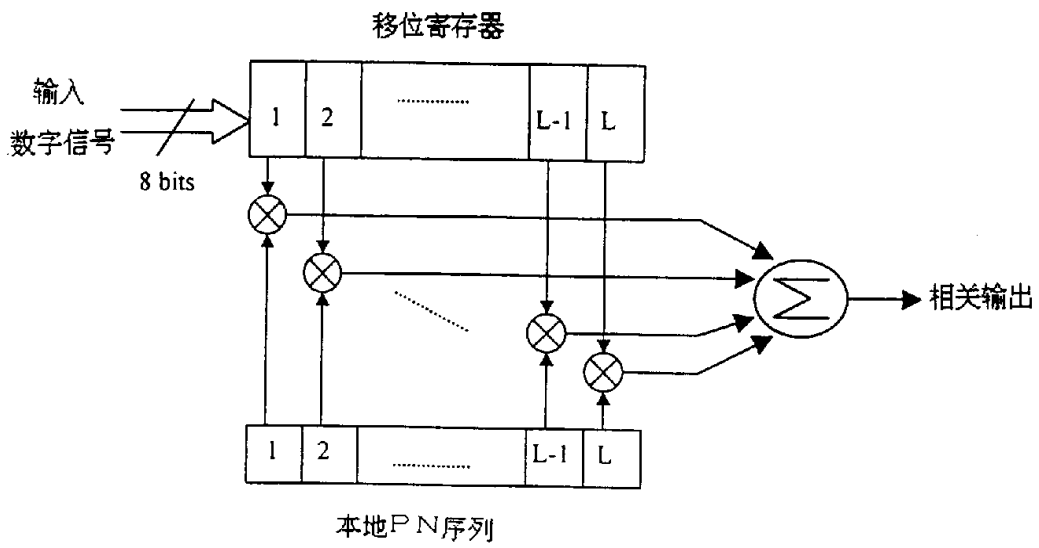 移位寄存器
输入
数字信号
8 bits
1 2 ............ L-1 L
Σ
相关输出
1 2 ............ L-1 L
本地PN序列